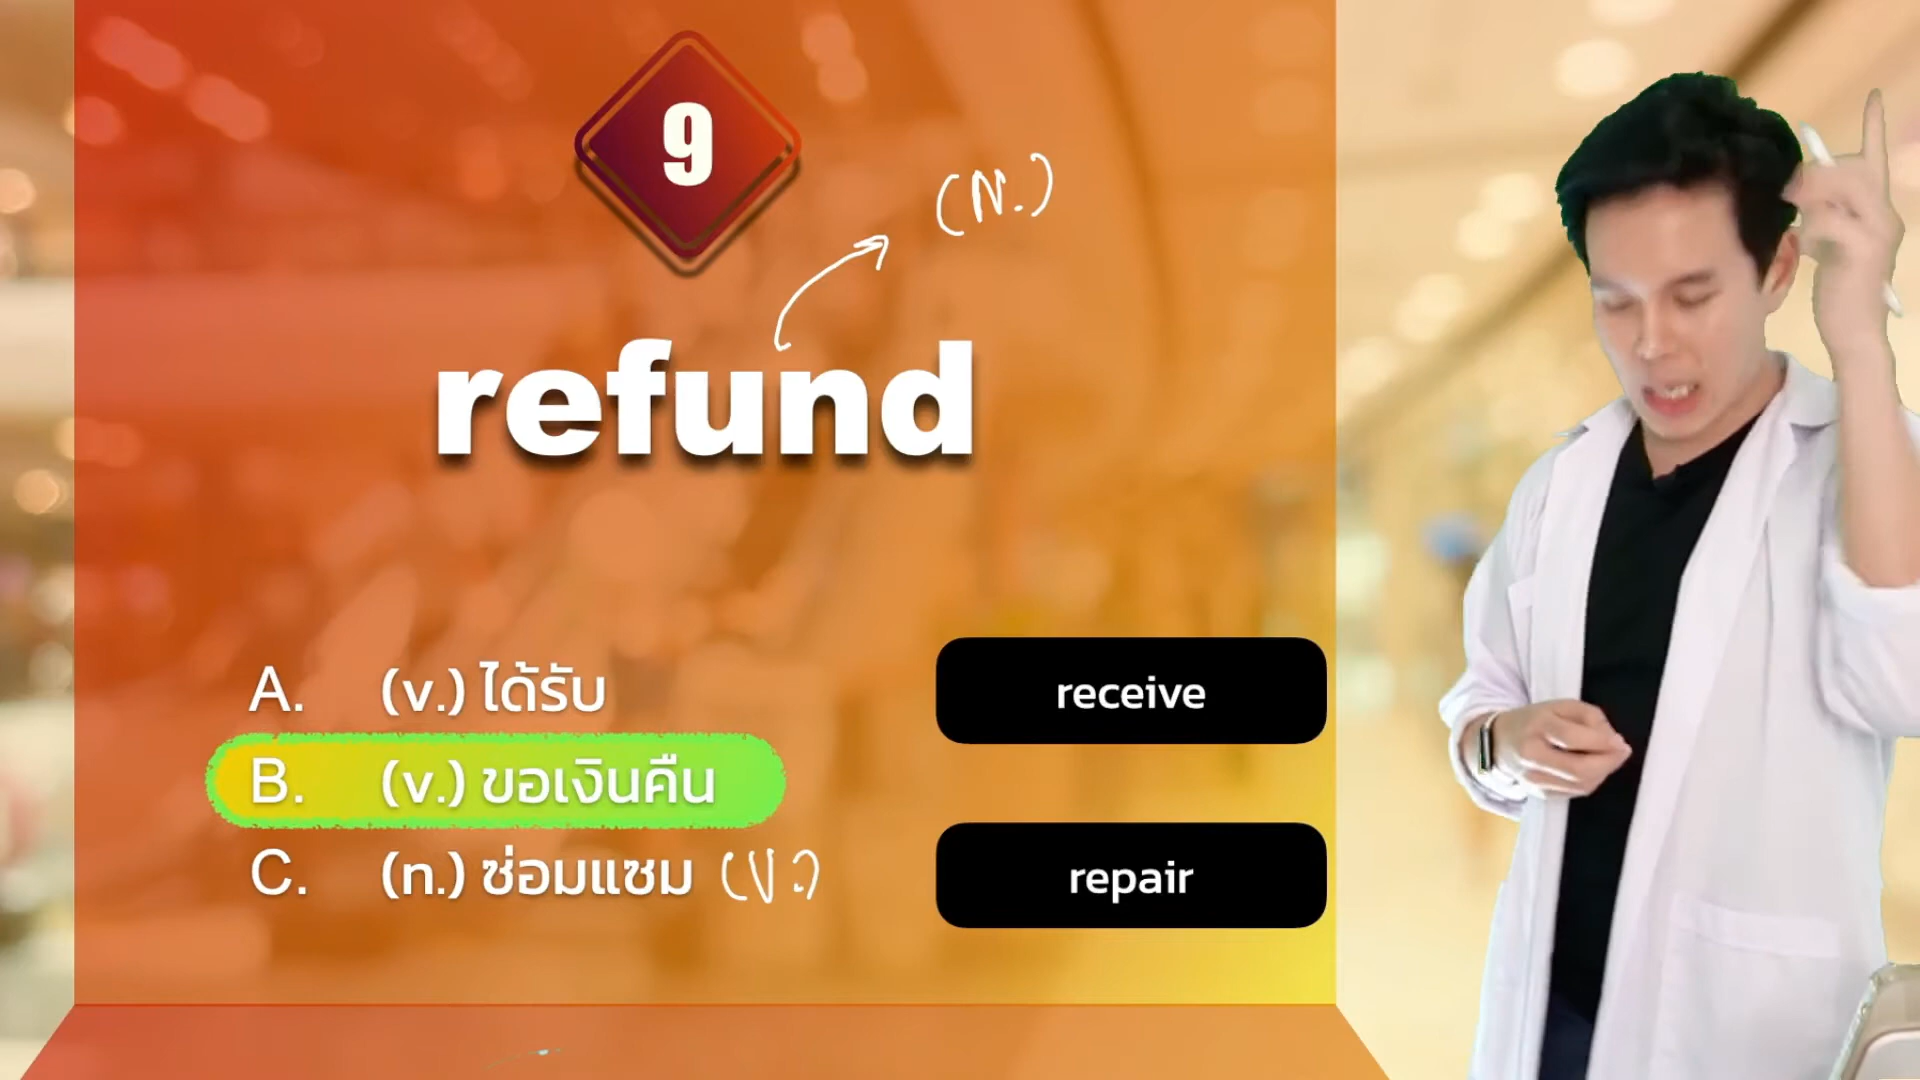 9
(N.)
refund
A. (v.) ได้รับ
receive
B. (v.) ขอเงินคืน
C. (n.) ซ่อมแซม (V.)
repair